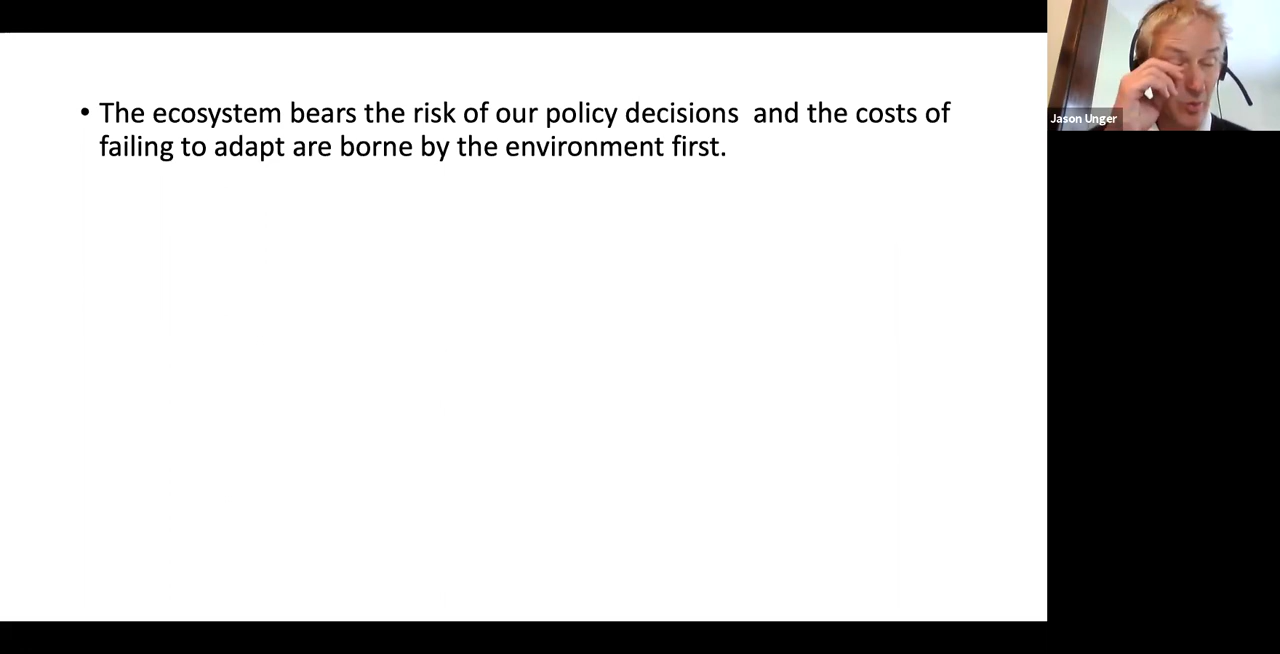 • The ecosystem bears the risk of our policy decisions  and the costs of
failing to adapt are borne by the environment first.
Jason Unger